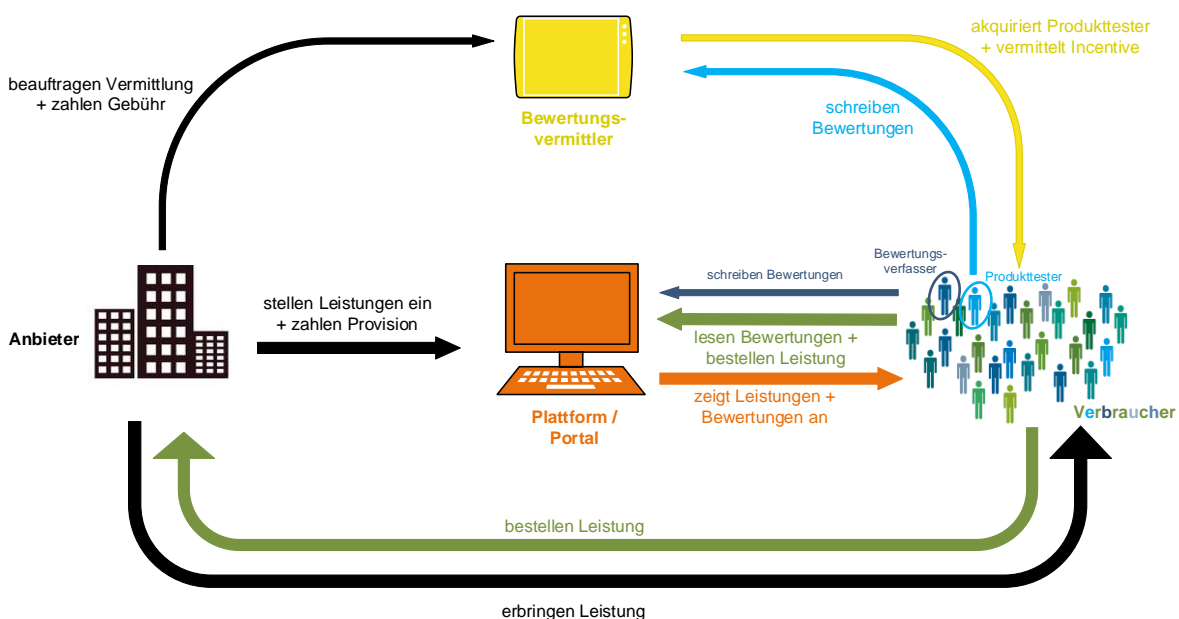 akquiriert Produkttester
+ vermittelt Incentive
beauftragen Vermittlung
+ zahlen Gebühr
schreiben
Bewertungen
Bewertungs-
vermittler
Bewertungs-
verfasser
Produkttester
schreiben Bewertungen
stellen Leistungen ein
+ zahlen Provision
Anbieter
lesen Bewertungen +
bestellen Leistung
zeigt Leistungen +
Bewertungen an
Plattform /
Portal
Verbraucher
bestellen Leistung
erbringen Leistung